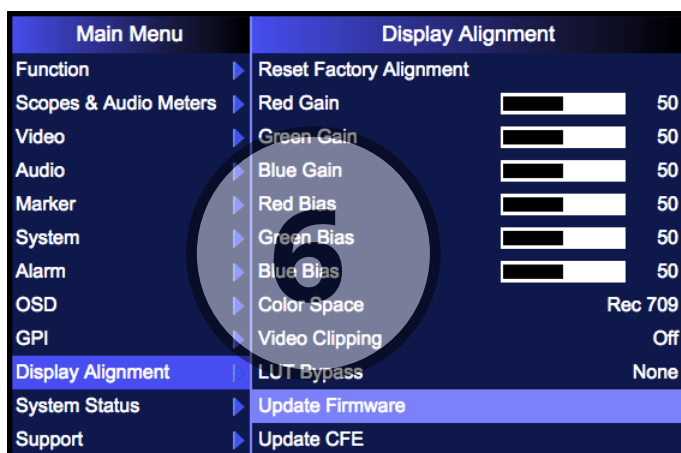 Main Menu
Display Alignment
Function
Scopes & Audio Meters
Video
Audio
Marker
System
Alarm
OSD
GPI
Display Alignment
System Status
Support
Reset Factory Alignment
Red Gain 50
Green Gain 50
Blue Gain 50
Red Bias 50
Green Bias 50
Blue Bias 50
Color Space Rec 709
Video Clipping Off
LUT Bypass None
Update Firmware
Update CFE
6